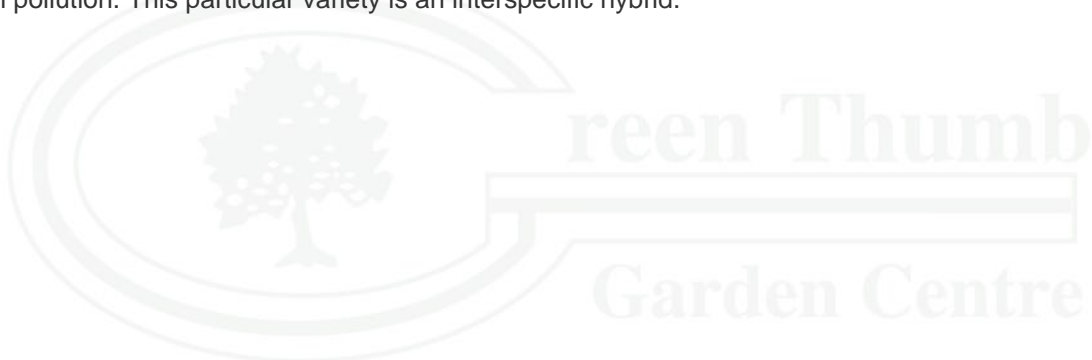 pollution. This particular variety is an interspecific hybrid.
reen Thumb
Garden Centre